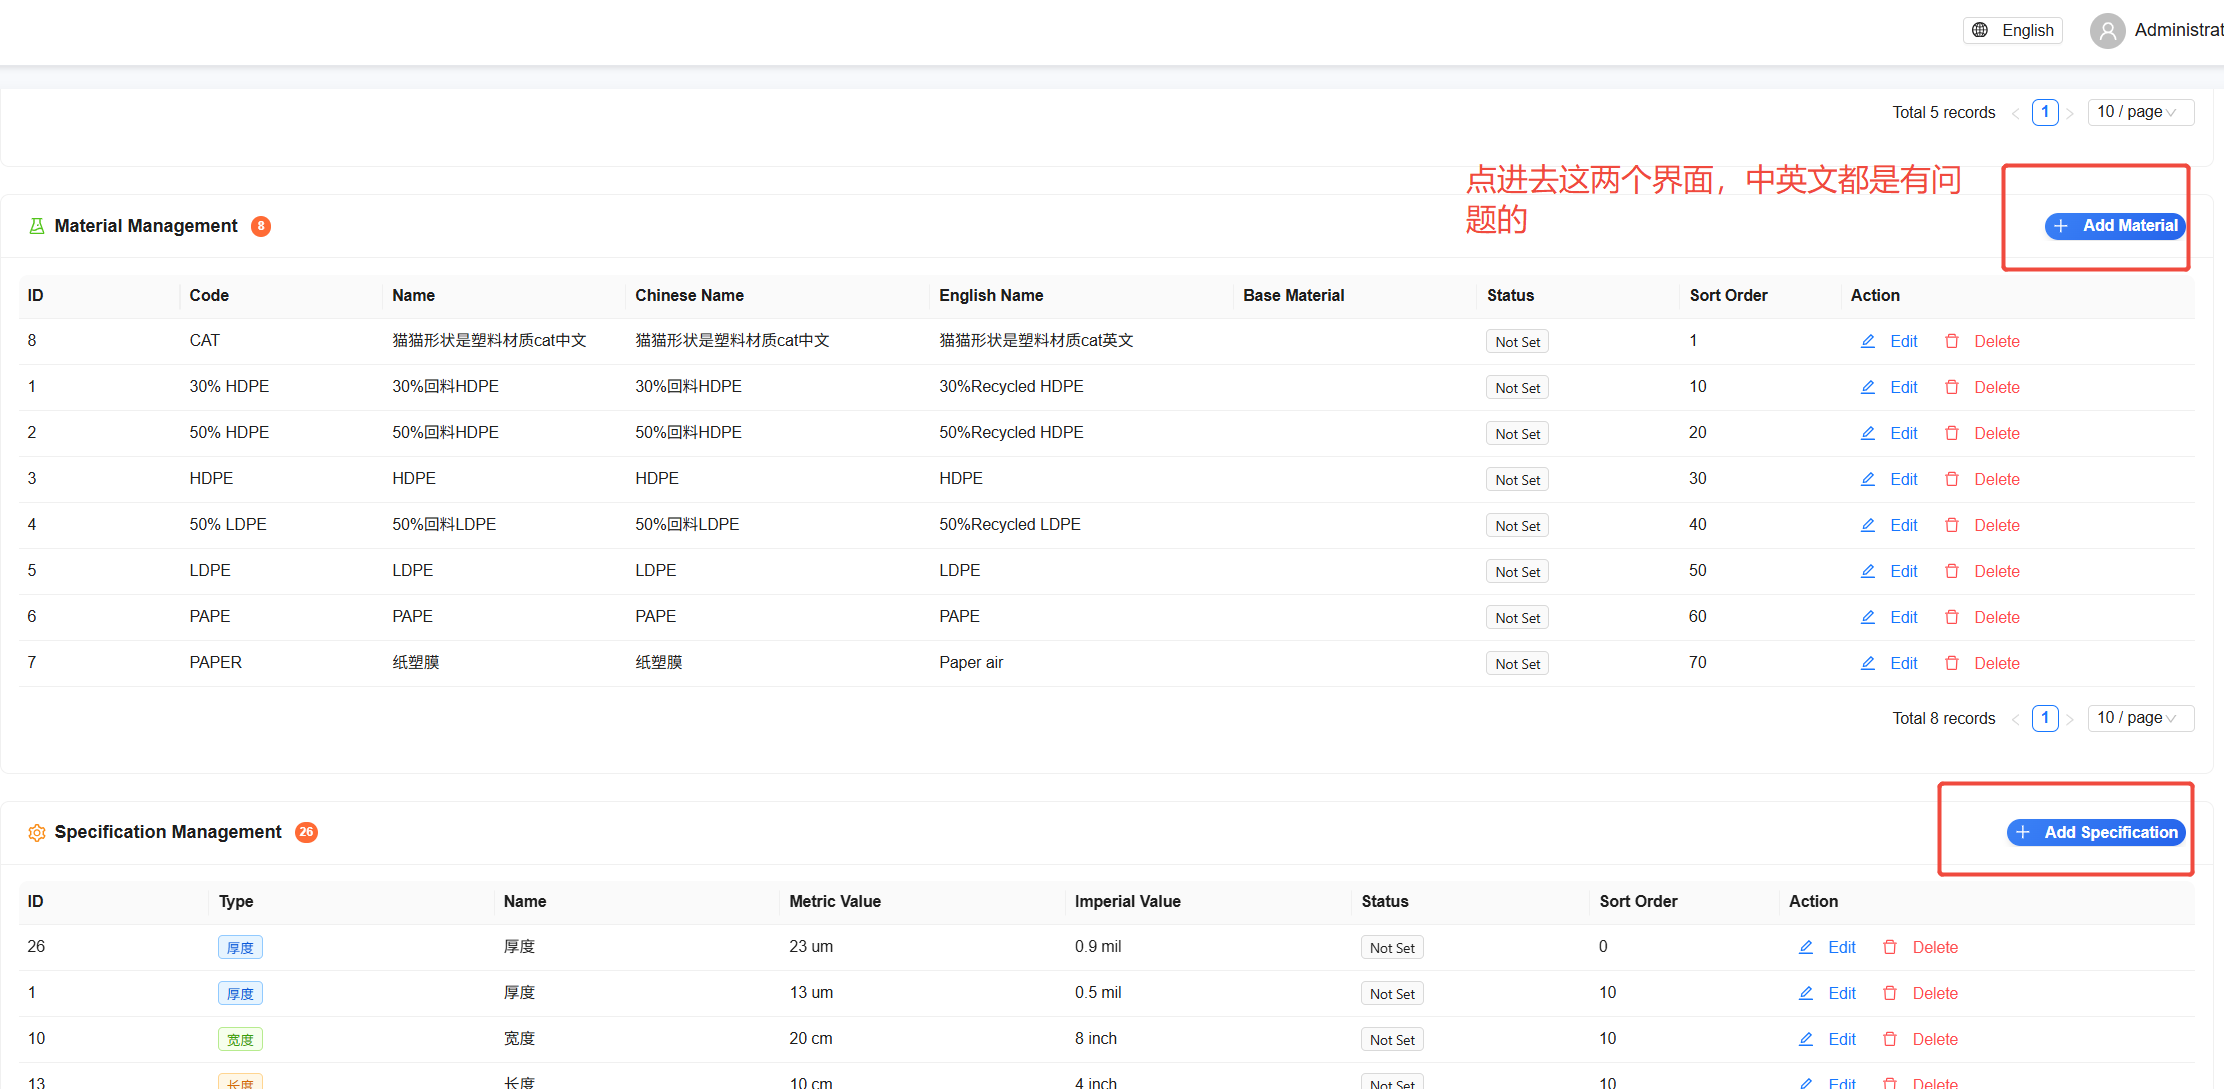 English
Administrat
Total 5 records
1
10 / page
点进去这两个界面，中英文都是有问
题的
Material Management 8
Add Material
ID Code Name Chinese Name English Name Base Material Status Sort Order Action
8 CAT 猫猫形状是塑料材质cat中文 猫猫形状是塑料材质cat中文 猫猫形状是塑料材质cat英文 Not Set 1 Edit Delete
1 30% HDPE 30%回料HDPE 30%回料HDPE 30%Recycled HDPE Not Set 10 Edit Delete
2 50% HDPE 50%回料HDPE 50%回料HDPE 50%Recycled HDPE Not Set 20 Edit Delete
3 HDPE HDPE HDPE HDPE Not Set 30 Edit Delete
4 50% LDPE 50%回料LDPE 50%回料LDPE 50%Recycled LDPE Not Set 40 Edit Delete
5 LDPE LDPE LDPE LDPE Not Set 50 Edit Delete
6 PAPE PAPE PAPE PAPE Not Set 60 Edit Delete
7 PAPER 纸塑膜 纸塑膜 Paper air Not Set 70 Edit Delete
Total 8 records
1
10 / page
Specification Management 26
Add Specification
ID Type Name Metric Value Imperial Value Status Sort Order Action
26 厚度 厚度 23 um 0.9 mil Not Set 0 Edit Delete
1 厚度 厚度 13 um 0.5 mil Not Set 10 Edit Delete
10 宽度 宽度 20 cm 8 inch Not Set 10 Edit Delete
13 长度 长度 10 cm 4 inch Not Set 10 Edit Delete